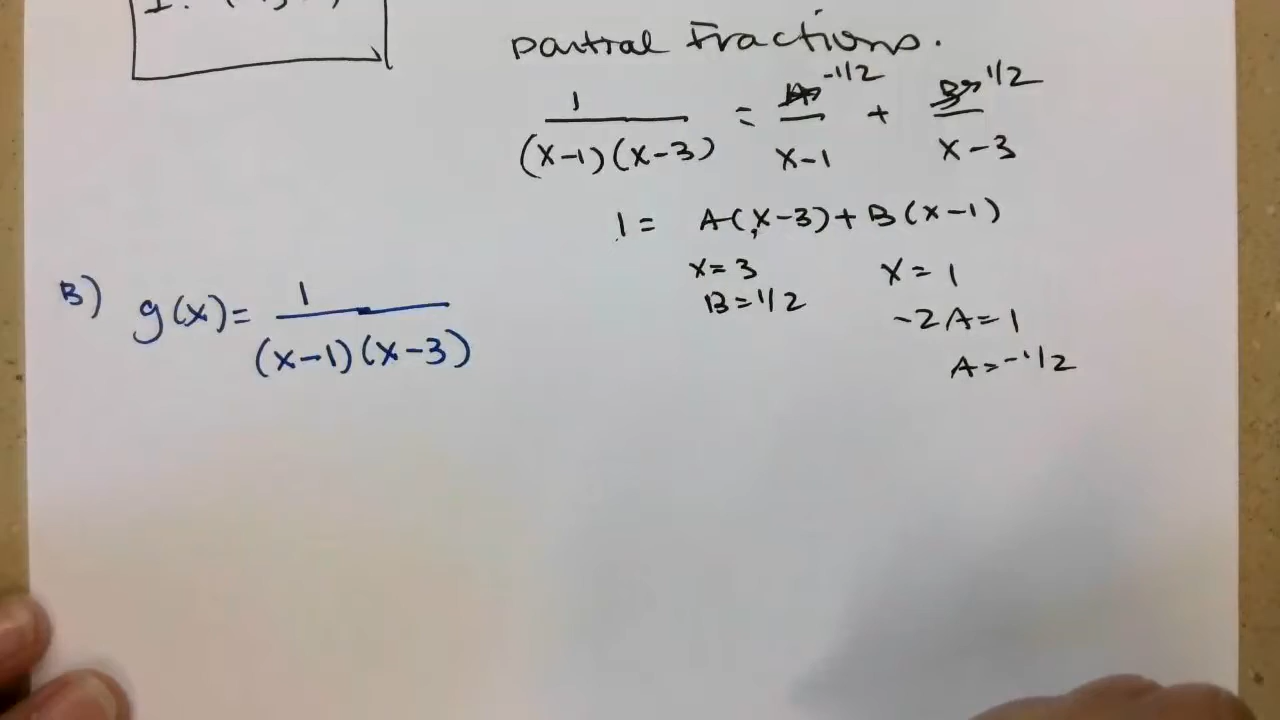 I:
Partial Fractions.
1/((x-1)(x-3)) = A -1/2 /(x-1) + B 1/2 /(x-3)
1 = A(x-3)+B(x-1)
x=3 x=1
B=1/2 -2A=1
A=-1/2
B) g(x)= 1/((x-1)(x-3))